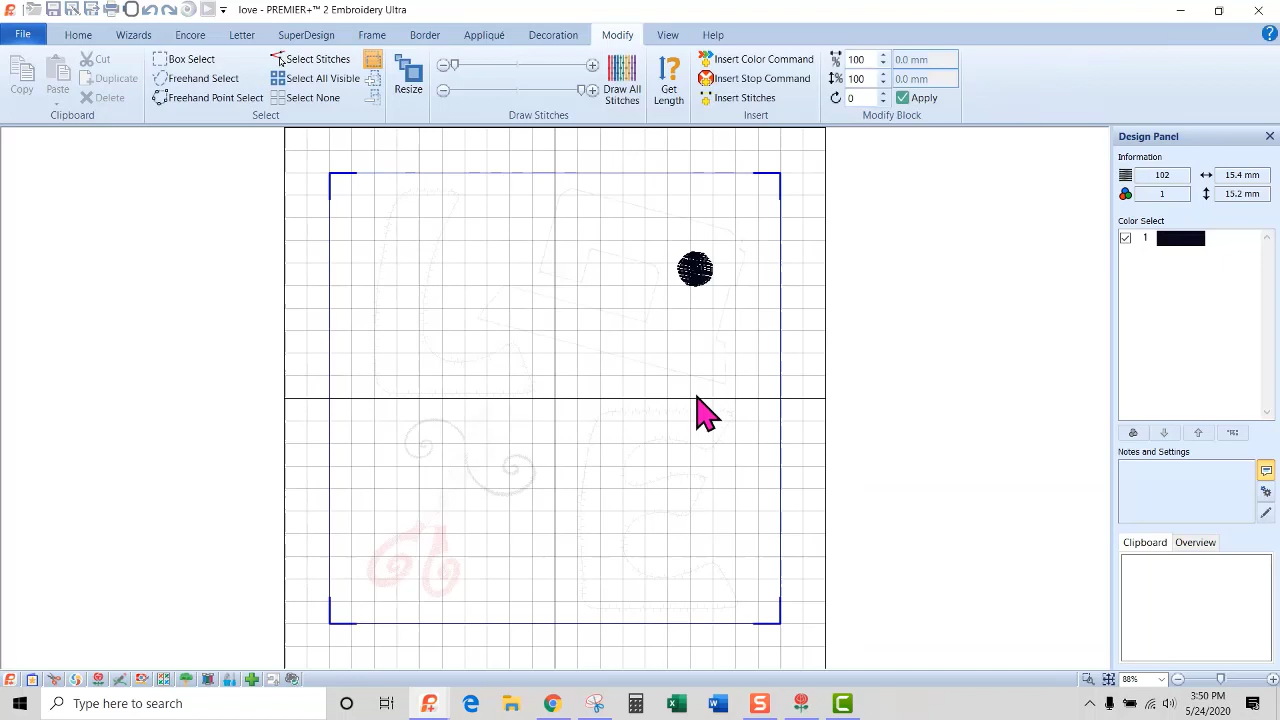 love - PREMIER+™ 2 Embroidery Ultra
File Home Wizards Encore Letter SuperDesign Frame Border Appliqué Decoration Modify View Help
Copy
Paste
Cut
Duplicate
Delete
Clipboard
Box Select
Freehand Select
Freehand Point Select
Select Stitches
Select All Visible
Select None
Select
Resize
Draw All
Stitches
Draw Stitches
Get
Length
Insert Color Command
Insert Stop Command
Insert Stitches
Insert
100 0.0 mm
100 0.0 mm
0 Apply
Modify Block
Design Panel
Information
102 15.4 mm
1 15.2 mm
Color Select
1
Notes and Settings
Clipboard Overview
88%
Type here to search
3:50 PM
5/24/2020